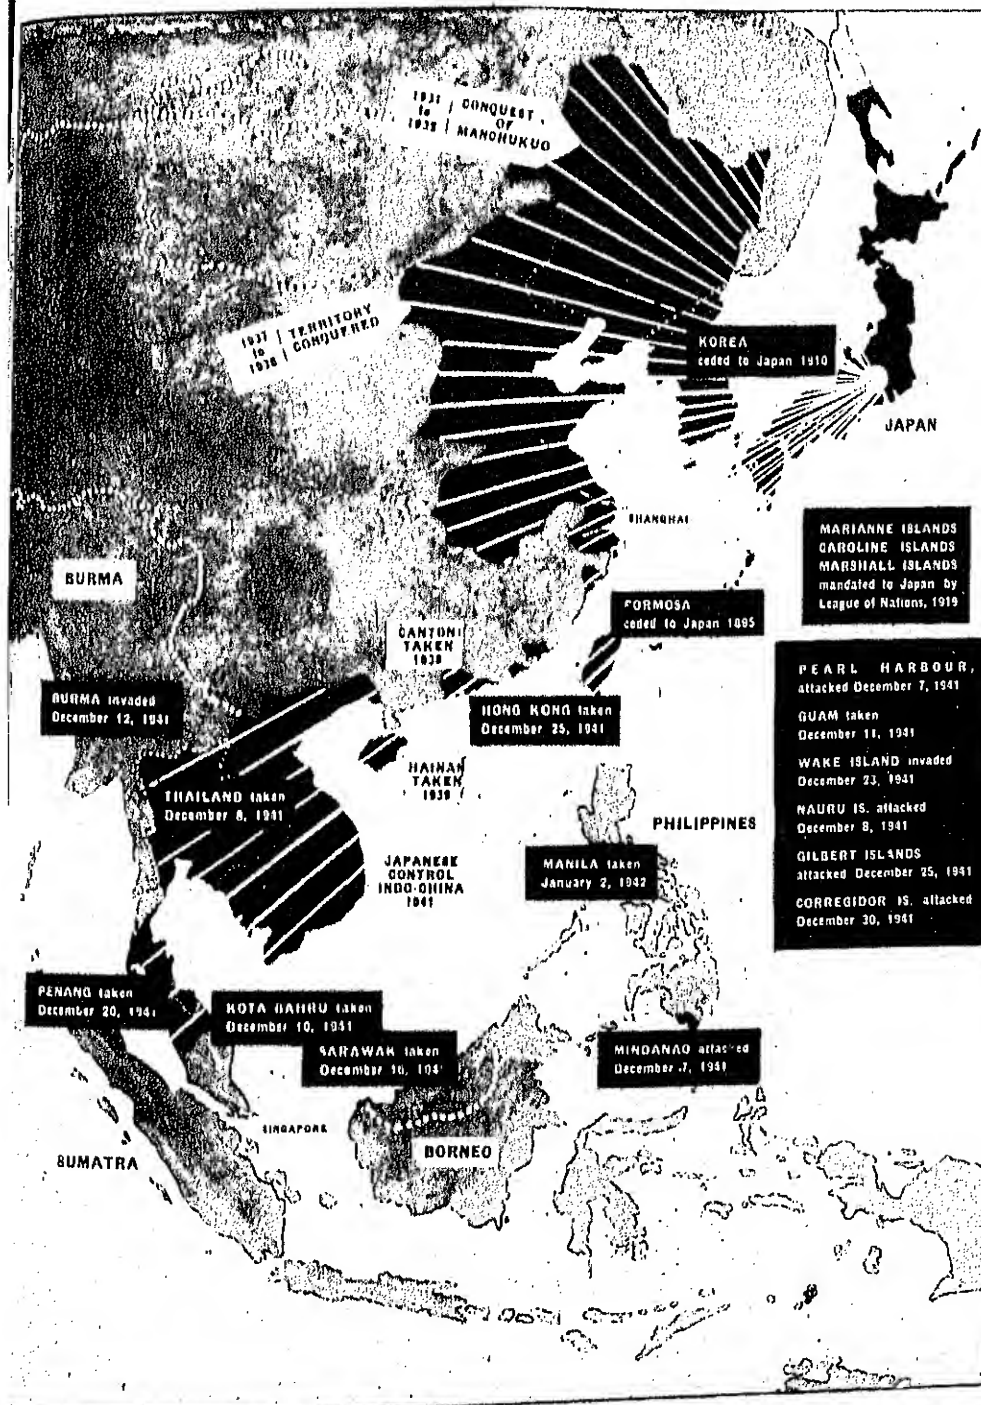 1931
to
1935
CONQUEST
OF
MANCHUKUO
1937
to
1938
TERRITORY
CONQUERED
KOREA
ceded to Japan 1910
JAPAN
SHANGHAI
MARIANNE ISLANDS
CAROLINE ISLANDS
MARSHALL ISLANDS
mandated to Japan by
League of Nations, 1919
BURMA
FORMOSA
ceded to Japan 1895
CANTON
TAKEN
1938
PEARL HARBOUR,
attacked December 7, 1941
GUAM taken
December 11, 1941
WAKE ISLAND invaded
December 23, 1941
NAURU IS. attacked
December 8, 1941
GILBERT ISLANDS
attacked December 25, 1941
CORREGIDOR IS. attacked
December 30, 1941
BURMA invaded
December 12, 1941
HONG KONG taken
December 25, 1941
HAINAN
TAKEN
1939
THAILAND taken
December 8, 1941
PHILIPPINES
JAPANESE
CONTROL
INDO-CHINA
1941
MANILA taken
January 2, 1942
PENANG taken
December 20, 1941
KOTA BAHRU taken
December 10, 1941
SARAWAK taken
December 16, 194
MINDANAO attacked
December 7, 1941
SINGAPORE
SUMATRA
BORNEO